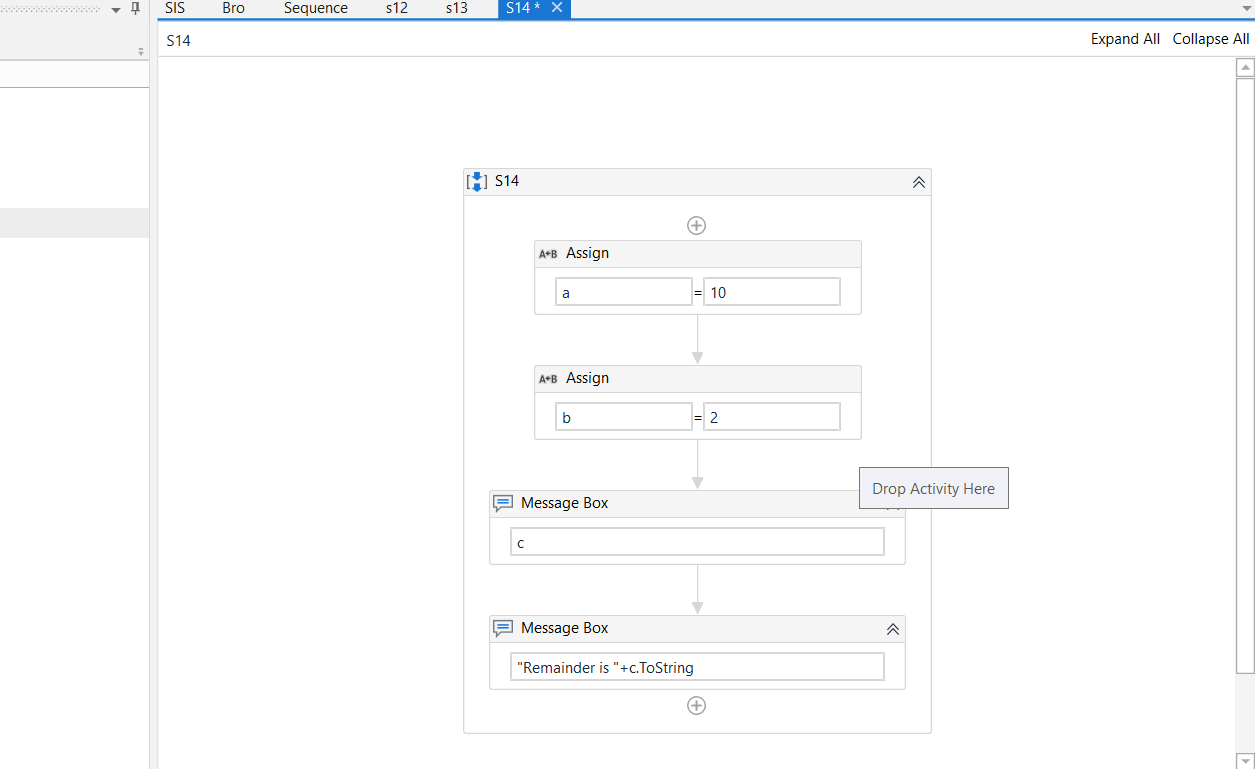 SIS Bro Sequence s12 s13 S14 *
S14 Expand All Collapse All
S14
A+B Assign
a = 10
A+B Assign
b = 2
Drop Activity Here
Message Box
c
Message Box
"Remainder is "+c.ToString